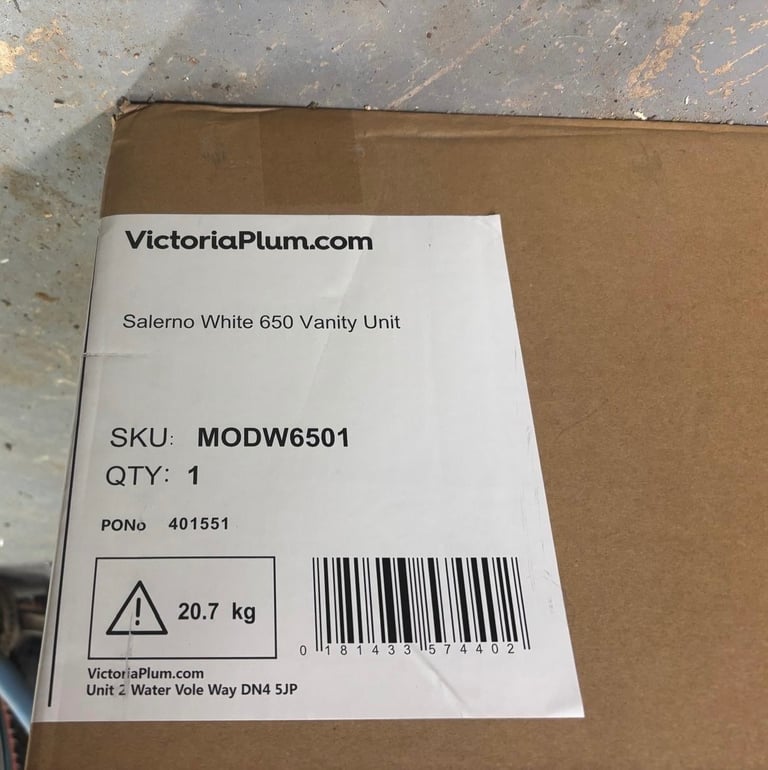 VictoriaPlum.com
Salerno White 650 Vanity Unit
SKU: MODW6501
QTY: 1
PONo 401551
20.7 kg
0 181433 574402
VictoriaPlum.com
Unit 2 Water Vole Way DN4 5JP